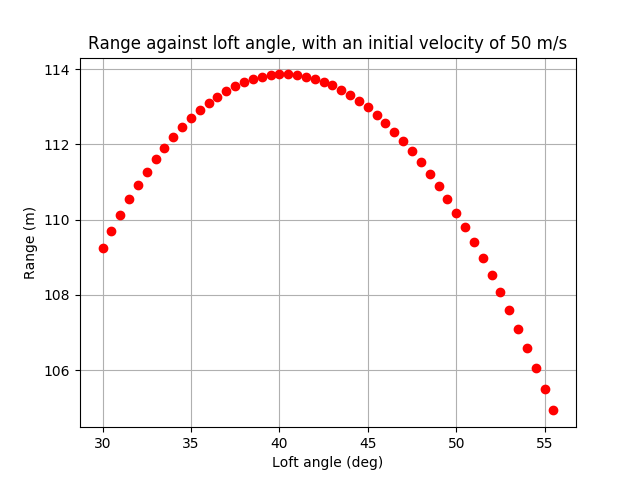 Range against loft angle, with an initial velocity of 50 m/s
114
112
110
108
106
Range (m)
30 35 40 45 50 55
Loft angle (deg)